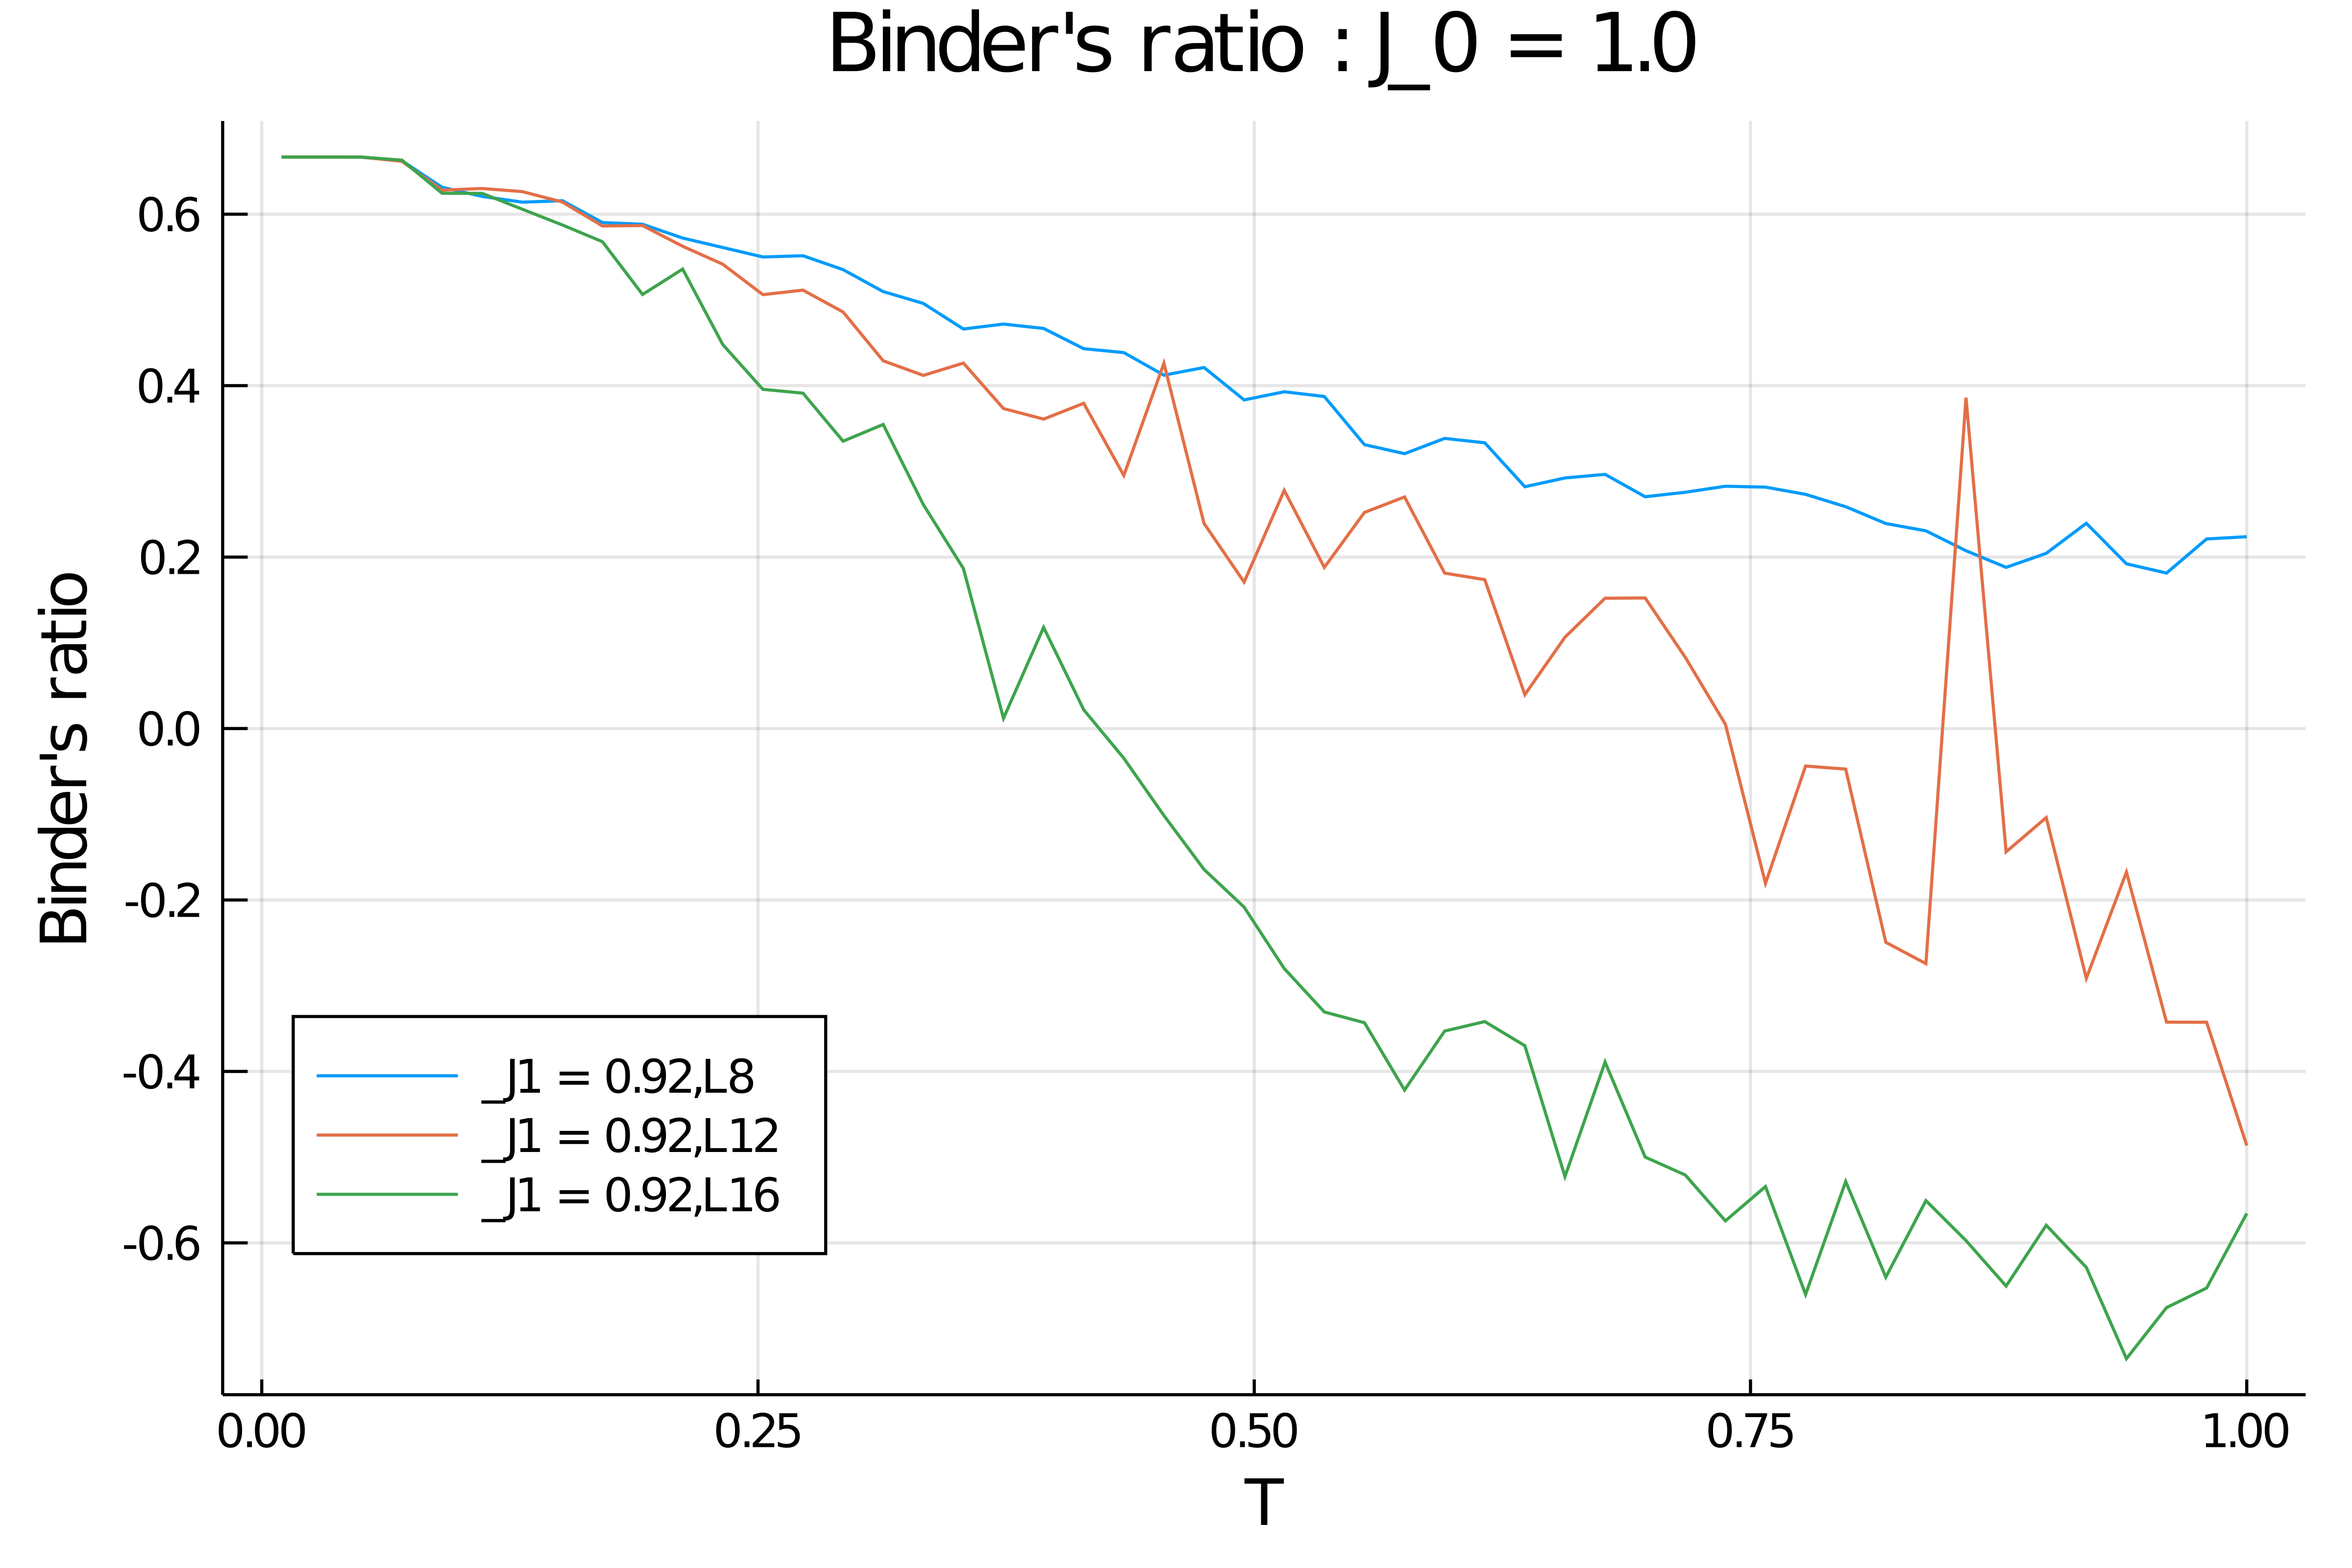 Binder's ratio : J_0 = 1.0
Binder's ratio
0.6
0.4
0.2
0.0
-0.2
-0.4
-0.6
_J1 = 0.92,L8
_J1 = 0.92,L12
_J1 = 0.92,L16
0.00 0.25 0.50 0.75 1.00
T